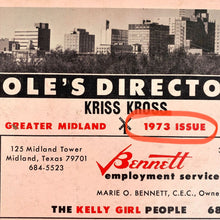 OLE'S DIRECTO
KRISS KROSS
GREATER MIDLAND X 1973 ISSUE
125 Midland Tower
Midland, Texas 79701
684-5523
Bennett
employment service
MARIE O. BENNETT, C.E.C., Owner
THE KELLY GIRL PEOPLE 68